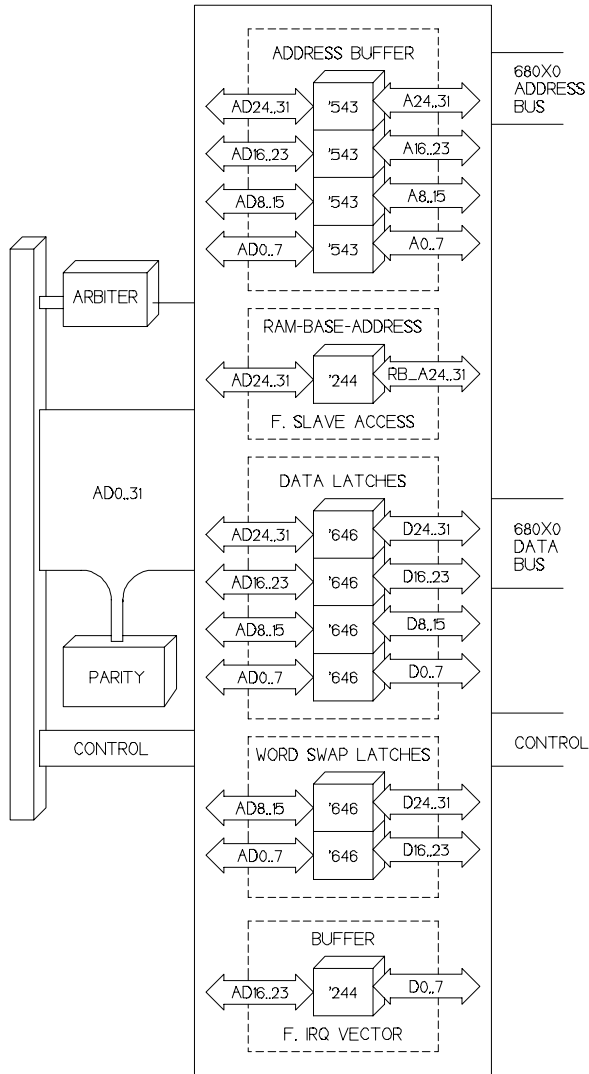 ADDRESS BUFFER
AD24..31 '543 A24..31
AD16..23 '543 A16..23
AD8..15 '543 A8..15
AD0..7 '543 A0..7
680X0
ADDRESS
BUS
ARBITER
RAM-BASE-ADDRESS
AD24..31 '244 RB_A24..31
F. SLAVE ACCESS
AD0..31
DATA LATCHES
AD24..31 '646 D24..31
AD16..23 '646 D16..23
AD8..15 '646 D8..15
AD0..7 '646 D0..7
680X0
DATA
BUS
PARITY
CONTROL
CONTROL
WORD SWAP LATCHES
AD8..15 '646 D24..31
AD0..7 '646 D16..23
BUFFER
AD16..23 '244 D0..7
F. IRQ VECTOR